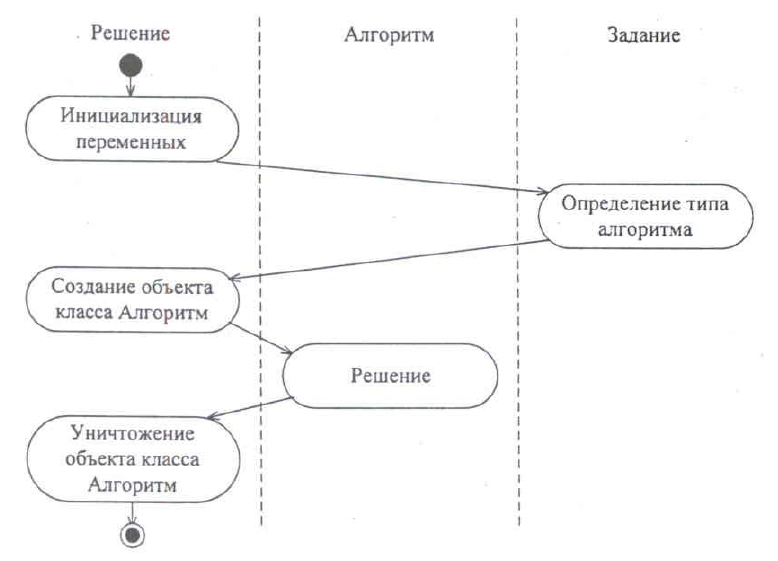 Решение
Алгоритм
Задание
Инициализация
переменных
Определение типа
алгоритма
Создание объекта
класса Алгоритм
Решение
Уничтожение
объекта класса
Алгоритм